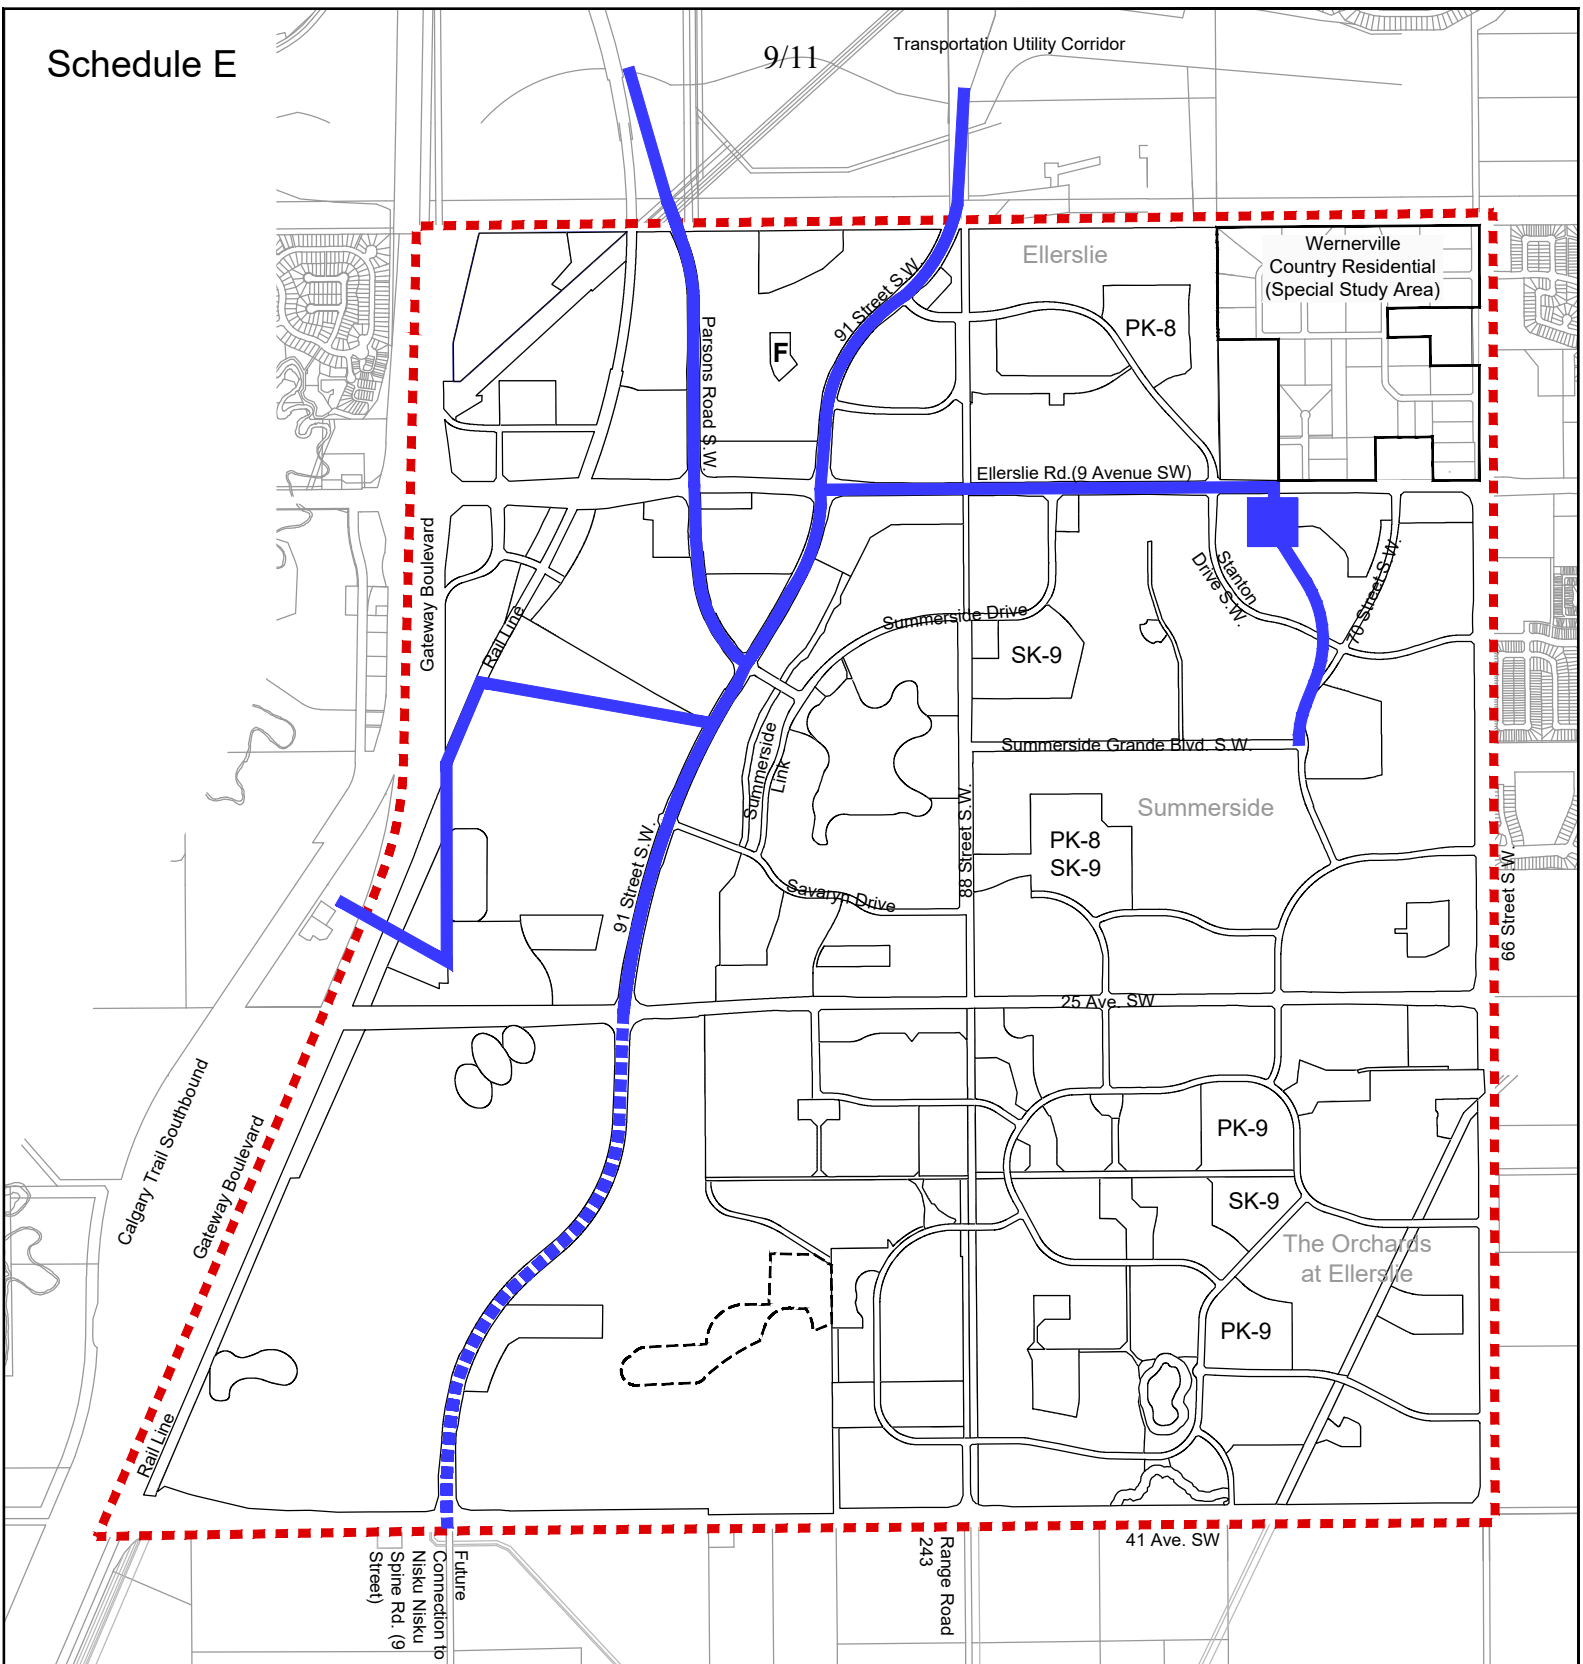 Schedule E
9/11
Transportation Utility Corridor
Ellerslie
Wernerville
Country Residential
(Special Study Area)
91 Street S.W.
PK-8
Parsons Road S.W.
F
Ellerslie Rd.(9 Avenue SW)
Gateway Boulevard
Rail Line
Stanton
Drive S.W.
70 Street S.W.
Summerside Drive
SK-9
Summerside
Link
Summerside Grande Blvd. S.W.
Summerside
88 Street S.W.
PK-8
SK-9
91 Street S.W.
Savaryn Drive
66 Street S.W.
25 Ave. SW
Calgary Trail Southbound
Gateway Boulevard
PK-9
SK-9
The Orchards
at Ellerslie
PK-9
Rail Line
41 Ave. SW
Future
Connection to
Nisku Nisku
Spine Rd. (9
Street)
Range Road
243